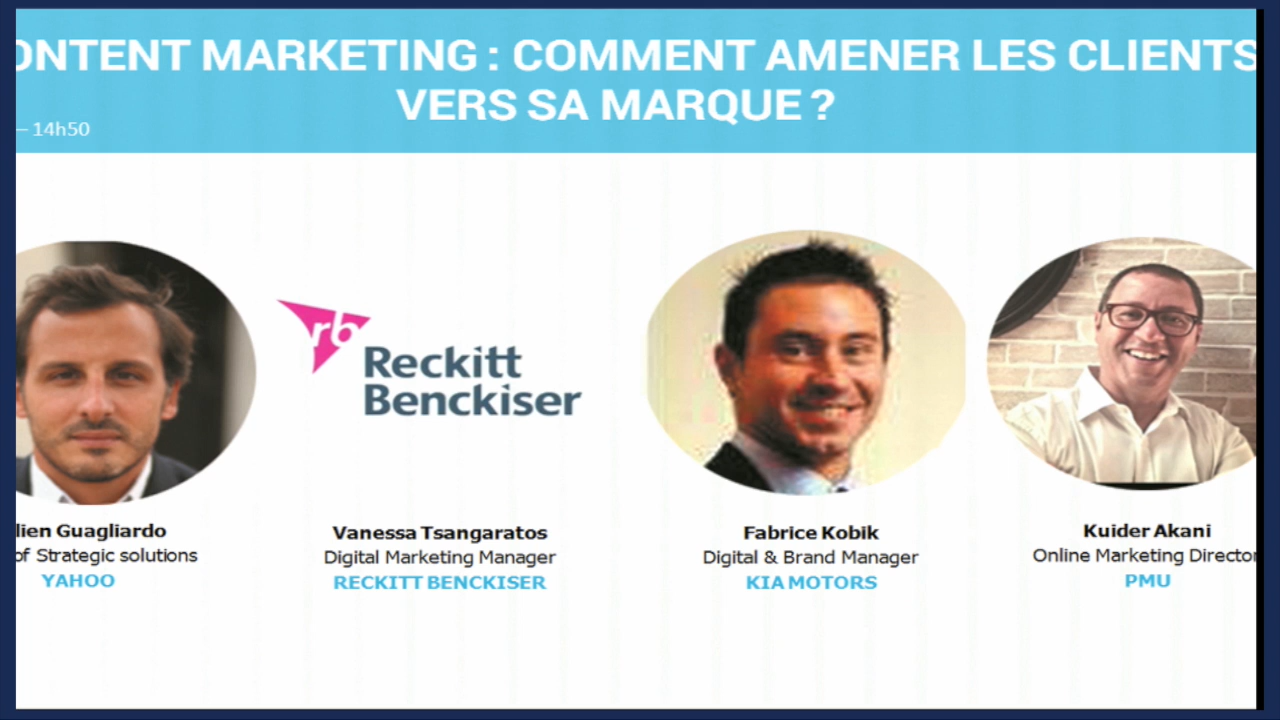 ONTENT MARKETING : COMMENT AMENER LES CLIENTS
VERS SA MARQUE ?
– 14h50
rb
Reckitt
Benckiser
lien Guagliardo
of Strategic solutions
YAHOO
Vanessa Tsangaratos
Digital Marketing Manager
RECKITT BENCKISER
Fabrice Kobik
Digital & Brand Manager
KIA MOTORS
Kuider Akani
Online Marketing Director
PMU